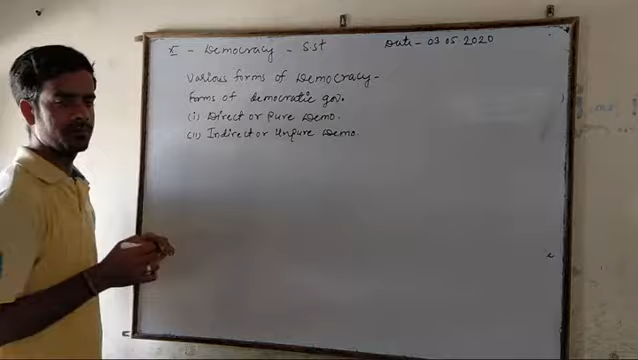 X - Democracy - SSt Date - 03 05 2020
Various forms of Democracy -
Forms of democratic gov.
(i) Direct or Pure Demo.
(ii) Indirect or Unpure Demo.